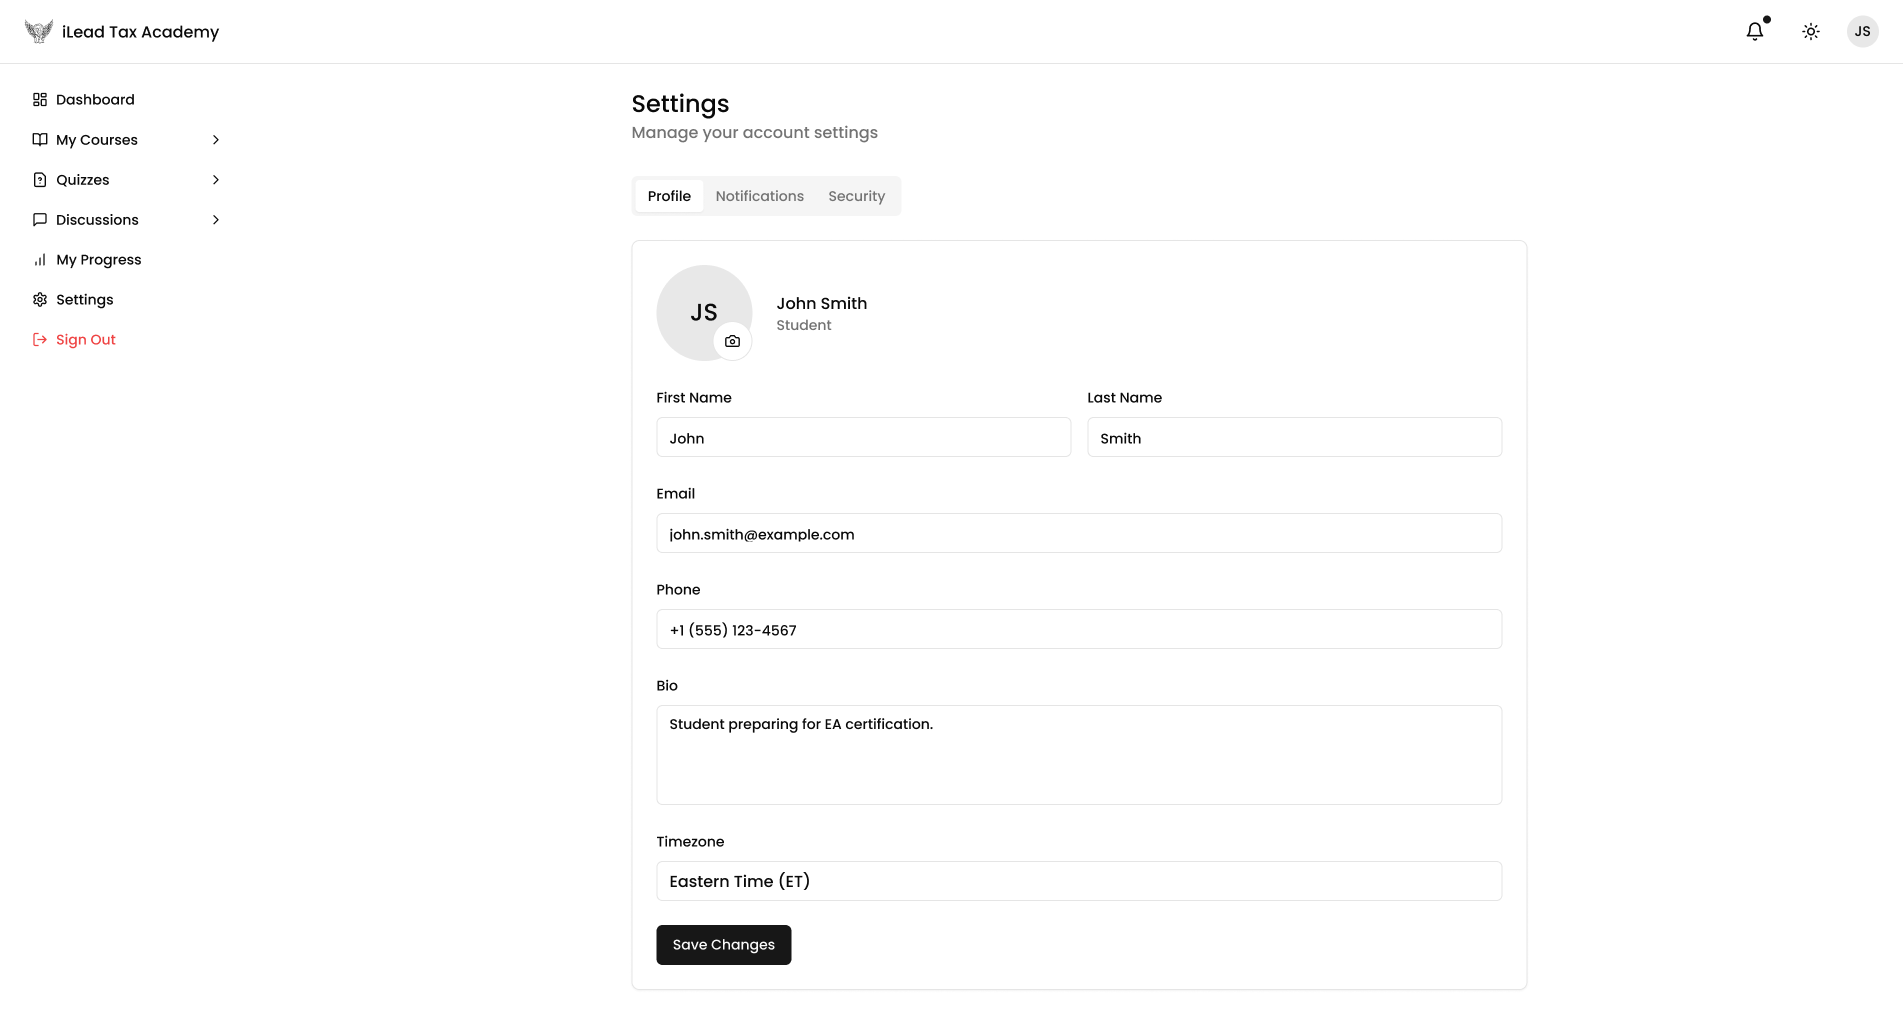 iLead Tax Academy
JS
Dashboard
My Courses
Quizzes
Discussions
My Progress
Settings
Sign Out
Settings
Manage your account settings
Profile Notifications Security
JS
John Smith
Student
First Name
John
Last Name
Smith
Email
john.smith@example.com
Phone
+1 (555) 123-4567
Bio
Student preparing for EA certification.
Timezone
Eastern Time (ET)
Save Changes